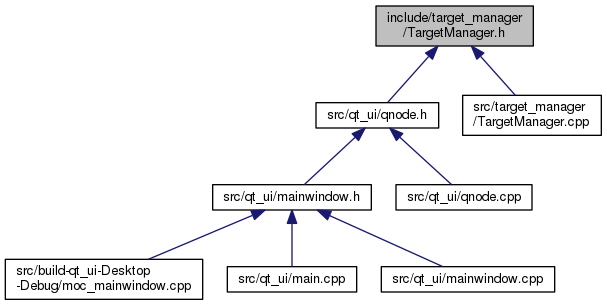 include/target_manager
/TargetManager.h
src/qt_ui/qnode.h
src/target_manager
/TargetManager.cpp
src/qt_ui/mainwindow.h
src/qt_ui/qnode.cpp
src/build-qt_ui-Desktop
-Debug/moc_mainwindow.cpp
src/qt_ui/main.cpp
src/qt_ui/mainwindow.cpp